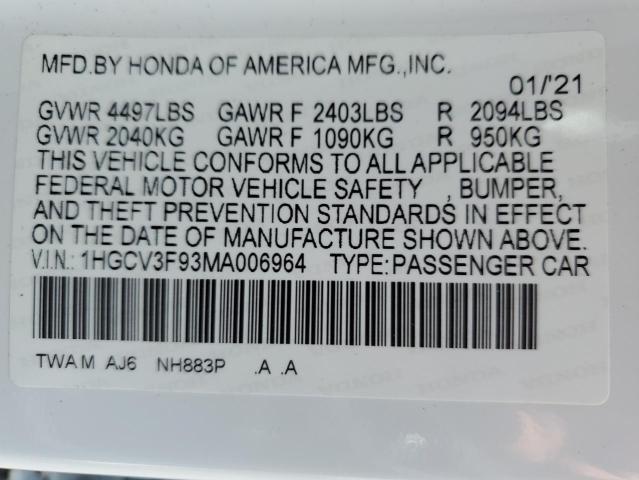 MFD.BY HONDA OF AMERICA MFG.,INC.
01/'21
GVWR 4497LBS GAWR F 2403LBS R 2094LBS
GVWR 2040KG GAWR F 1090KG R 950KG
THIS VEHICLE CONFORMS TO ALL APPLICABLE
FEDERAL MOTOR VEHICLE SAFETY , BUMPER,
AND THEFT PREVENTION STANDARDS IN EFFECT
ON THE DATE OF MANUFACTURE SHOWN ABOVE.
V.I.N.: 1HGCV3F93MA006964 TYPE:PASSENGER CAR
TWA M AJ6 NH883P .A .A